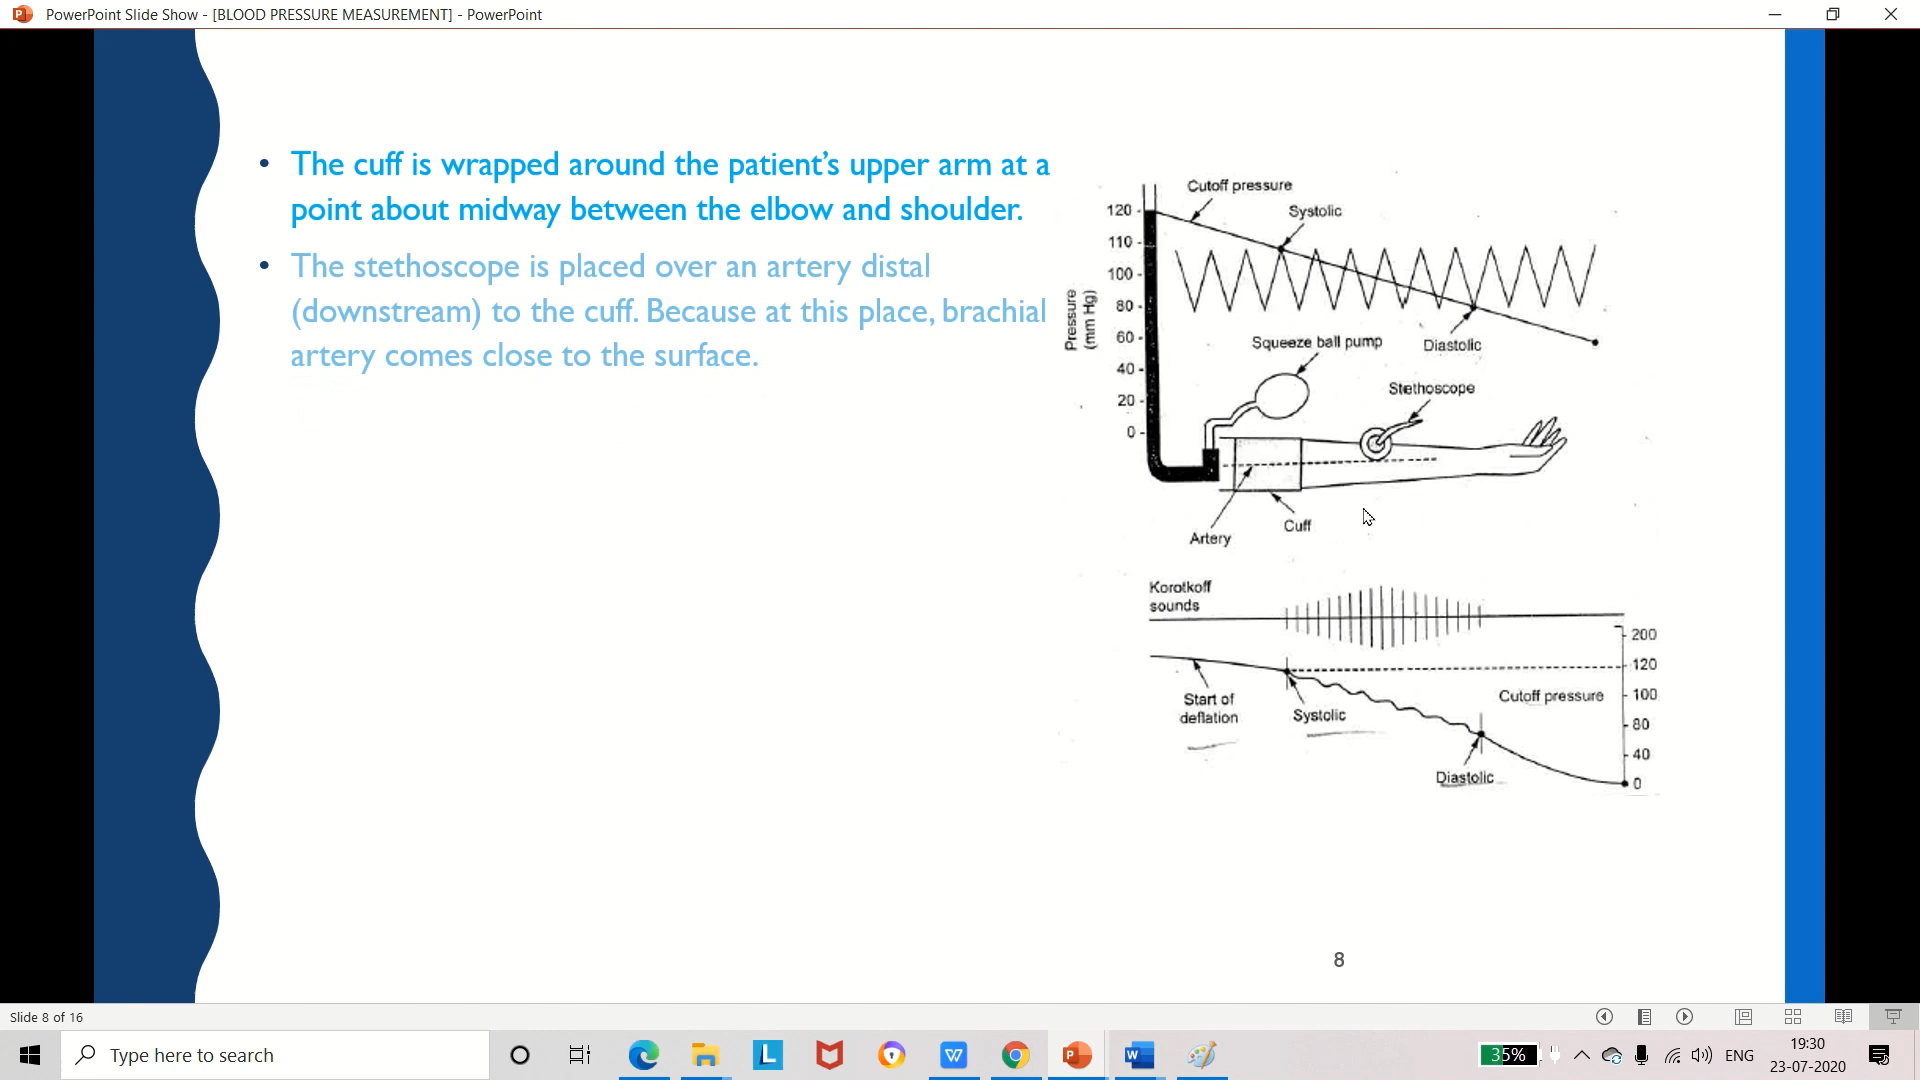 PowerPoint Slide Show - [BLOOD PRESSURE MEASUREMENT] - PowerPoint
• The cuff is wrapped around the patient's upper arm at a
point about midway between the elbow and shoulder.
• The stethoscope is placed over an artery distal
(downstream) to the cuff. Because at this place, brachial
artery comes close to the surface.
Cutoff pressure
Systolic
120
110
100
80
60
40
20
0
Pressure
(mm Hg)
Squeeze ball pump
Diastolic
Stethoscope
Cuff
Artery
Korotkoff
sounds
200
120
100
80
40
0
Cutoff pressure
Start of
deflation
Systolic
Diastolic
8
Slide 8 of 16
Type here to search
35%
ENG
19:30
23-07-2020